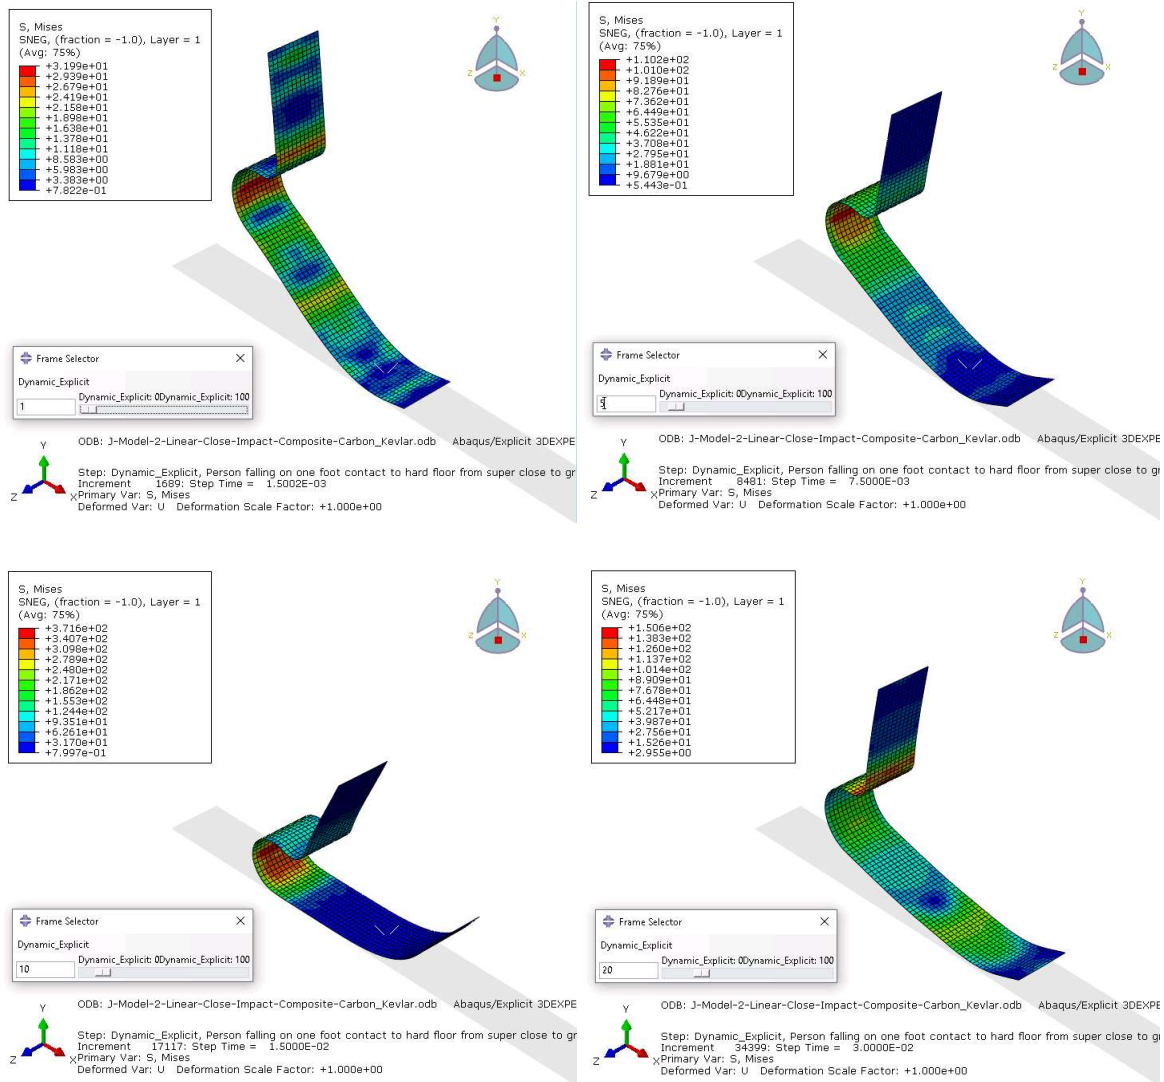 S, Mises
SNEG, (fraction = -1.0), Layer = 1
(Avg: 75%)
+3.199e+01
+2.939e+01
+2.679e+01
+2.419e+01
+2.158e+01
+1.898e+01
+1.638e+01
+1.378e+01
+1.118e+01
+8.583e+00
+5.983e+00
+3.383e+00
+7.822e-01
Y
Z
X
Frame Selector
Dynamic_Explicit
1
Dynamic_Explicit: 0Dynamic_Explicit: 100
Y
Z
X
ODB: J-Model-2-Linear-Close-Impact-Composite-Carbon_Kevlar.odb Abaqus/Explicit 3DEXPE
Step: Dynamic_Explicit, Person falling on one foot contact to hard floor from super close to gr
Increment 1689: Step Time = 1.5002E-03
Primary Var: S, Mises
Deformed Var: U Deformation Scale Factor: +1.000e+00
S, Mises
SNEG, (fraction = -1.0), Layer = 1
(Avg: 75%)
+1.102e+02
+1.010e+02
+9.189e+01
+8.276e+01
+7.362e+01
+6.449e+01
+5.535e+01
+4.622e+01
+3.708e+01
+2.795e+01
+1.881e+01
+9.679e+00
+5.443e-01
Y
Z
X
Frame Selector
Dynamic_Explicit
5
Dynamic_Explicit: 0Dynamic_Explicit: 100
Y
Z
X
ODB: J-Model-2-Linear-Close-Impact-Composite-Carbon_Kevlar.odb Abaqus/Explicit 3DEXPE
Step: Dynamic_Explicit, Person falling on one foot contact to hard floor from super close to gr
Increment 8481: Step Time = 7.5000E-03
Primary Var: S, Mises
Deformed Var: U Deformation Scale Factor: +1.000e+00
S, Mises
SNEG, (fraction = -1.0), Layer = 1
(Avg: 75%)
+3.716e+02
+3.407e+02
+3.098e+02
+2.789e+02
+2.480e+02
+2.171e+02
+1.862e+02
+1.553e+02
+1.244e+02
+9.351e+01
+6.261e+01
+3.170e+01
+7.997e-01
Y
Z
X
Frame Selector
Dynamic_Explicit
10
Dynamic_Explicit: 0Dynamic_Explicit: 100
Y
Z
X
ODB: J-Model-2-Linear-Close-Impact-Composite-Carbon_Kevlar.odb Abaqus/Explicit 3DEXPE
Step: Dynamic_Explicit, Person falling on one foot contact to hard floor from super close to gr
Increment 17117: Step Time = 1.5000E-02
Primary Var: S, Mises
Deformed Var: U Deformation Scale Factor: +1.000e+00
S, Mises
SNEG, (fraction = -1.0), Layer = 1
(Avg: 75%)
+1.506e+02
+1.383e+02
+1.260e+02
+1.137e+02
+1.014e+02
+8.909e+01
+7.678e+01
+6.448e+01
+5.217e+01
+3.987e+01
+2.756e+01
+1.526e+01
+2.955e+00
Y
Z
X
Frame Selector
Dynamic_Explicit
20
Dynamic_Explicit: 0Dynamic_Explicit: 100
Y
Z
X
ODB: J-Model-2-Linear-Close-Impact-Composite-Carbon_Kevlar.odb Abaqus/Explicit 3DEXPE
Step: Dynamic_Explicit, Person falling on one foot contact to hard floor from super close to gr
Increment 34399: Step Time = 3.0000E-02
Primary Var: S, Mises
Deformed Var: U Deformation Scale Factor: +1.000e+00